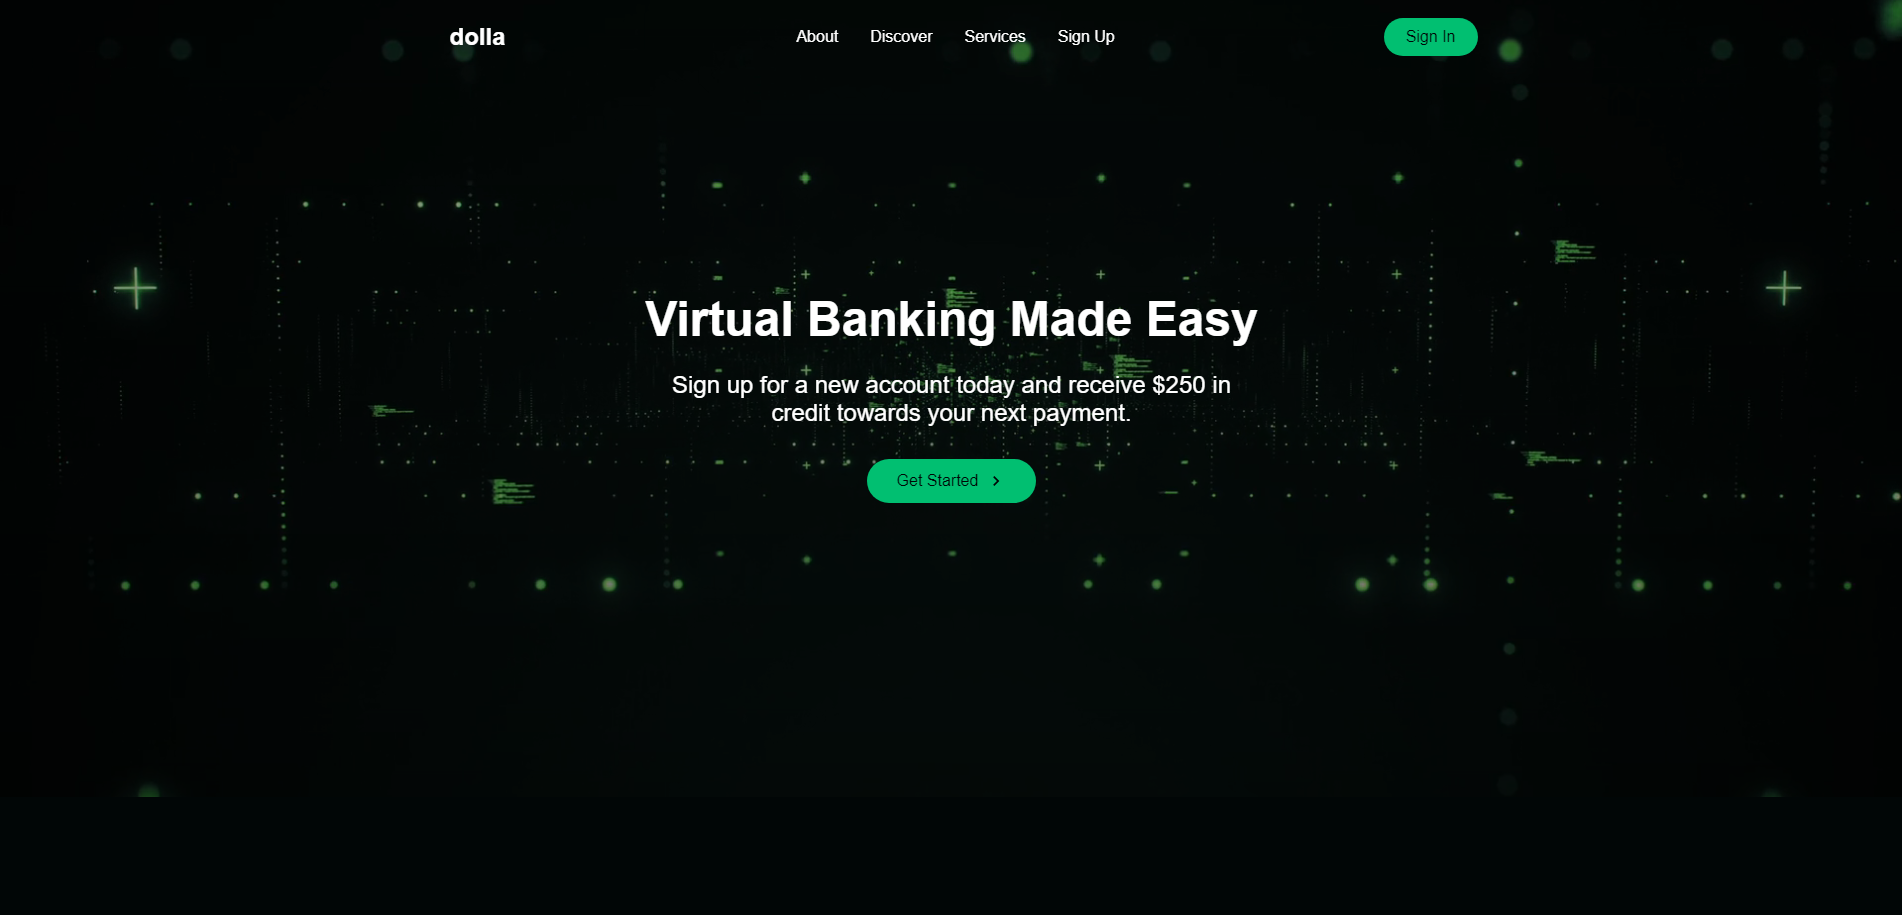 dolla
About
Discover
Services
Sign Up
Sign In
Virtual Banking Made Easy
Sign up for a new account today and receive $250 in
credit towards your next payment.
Get Started